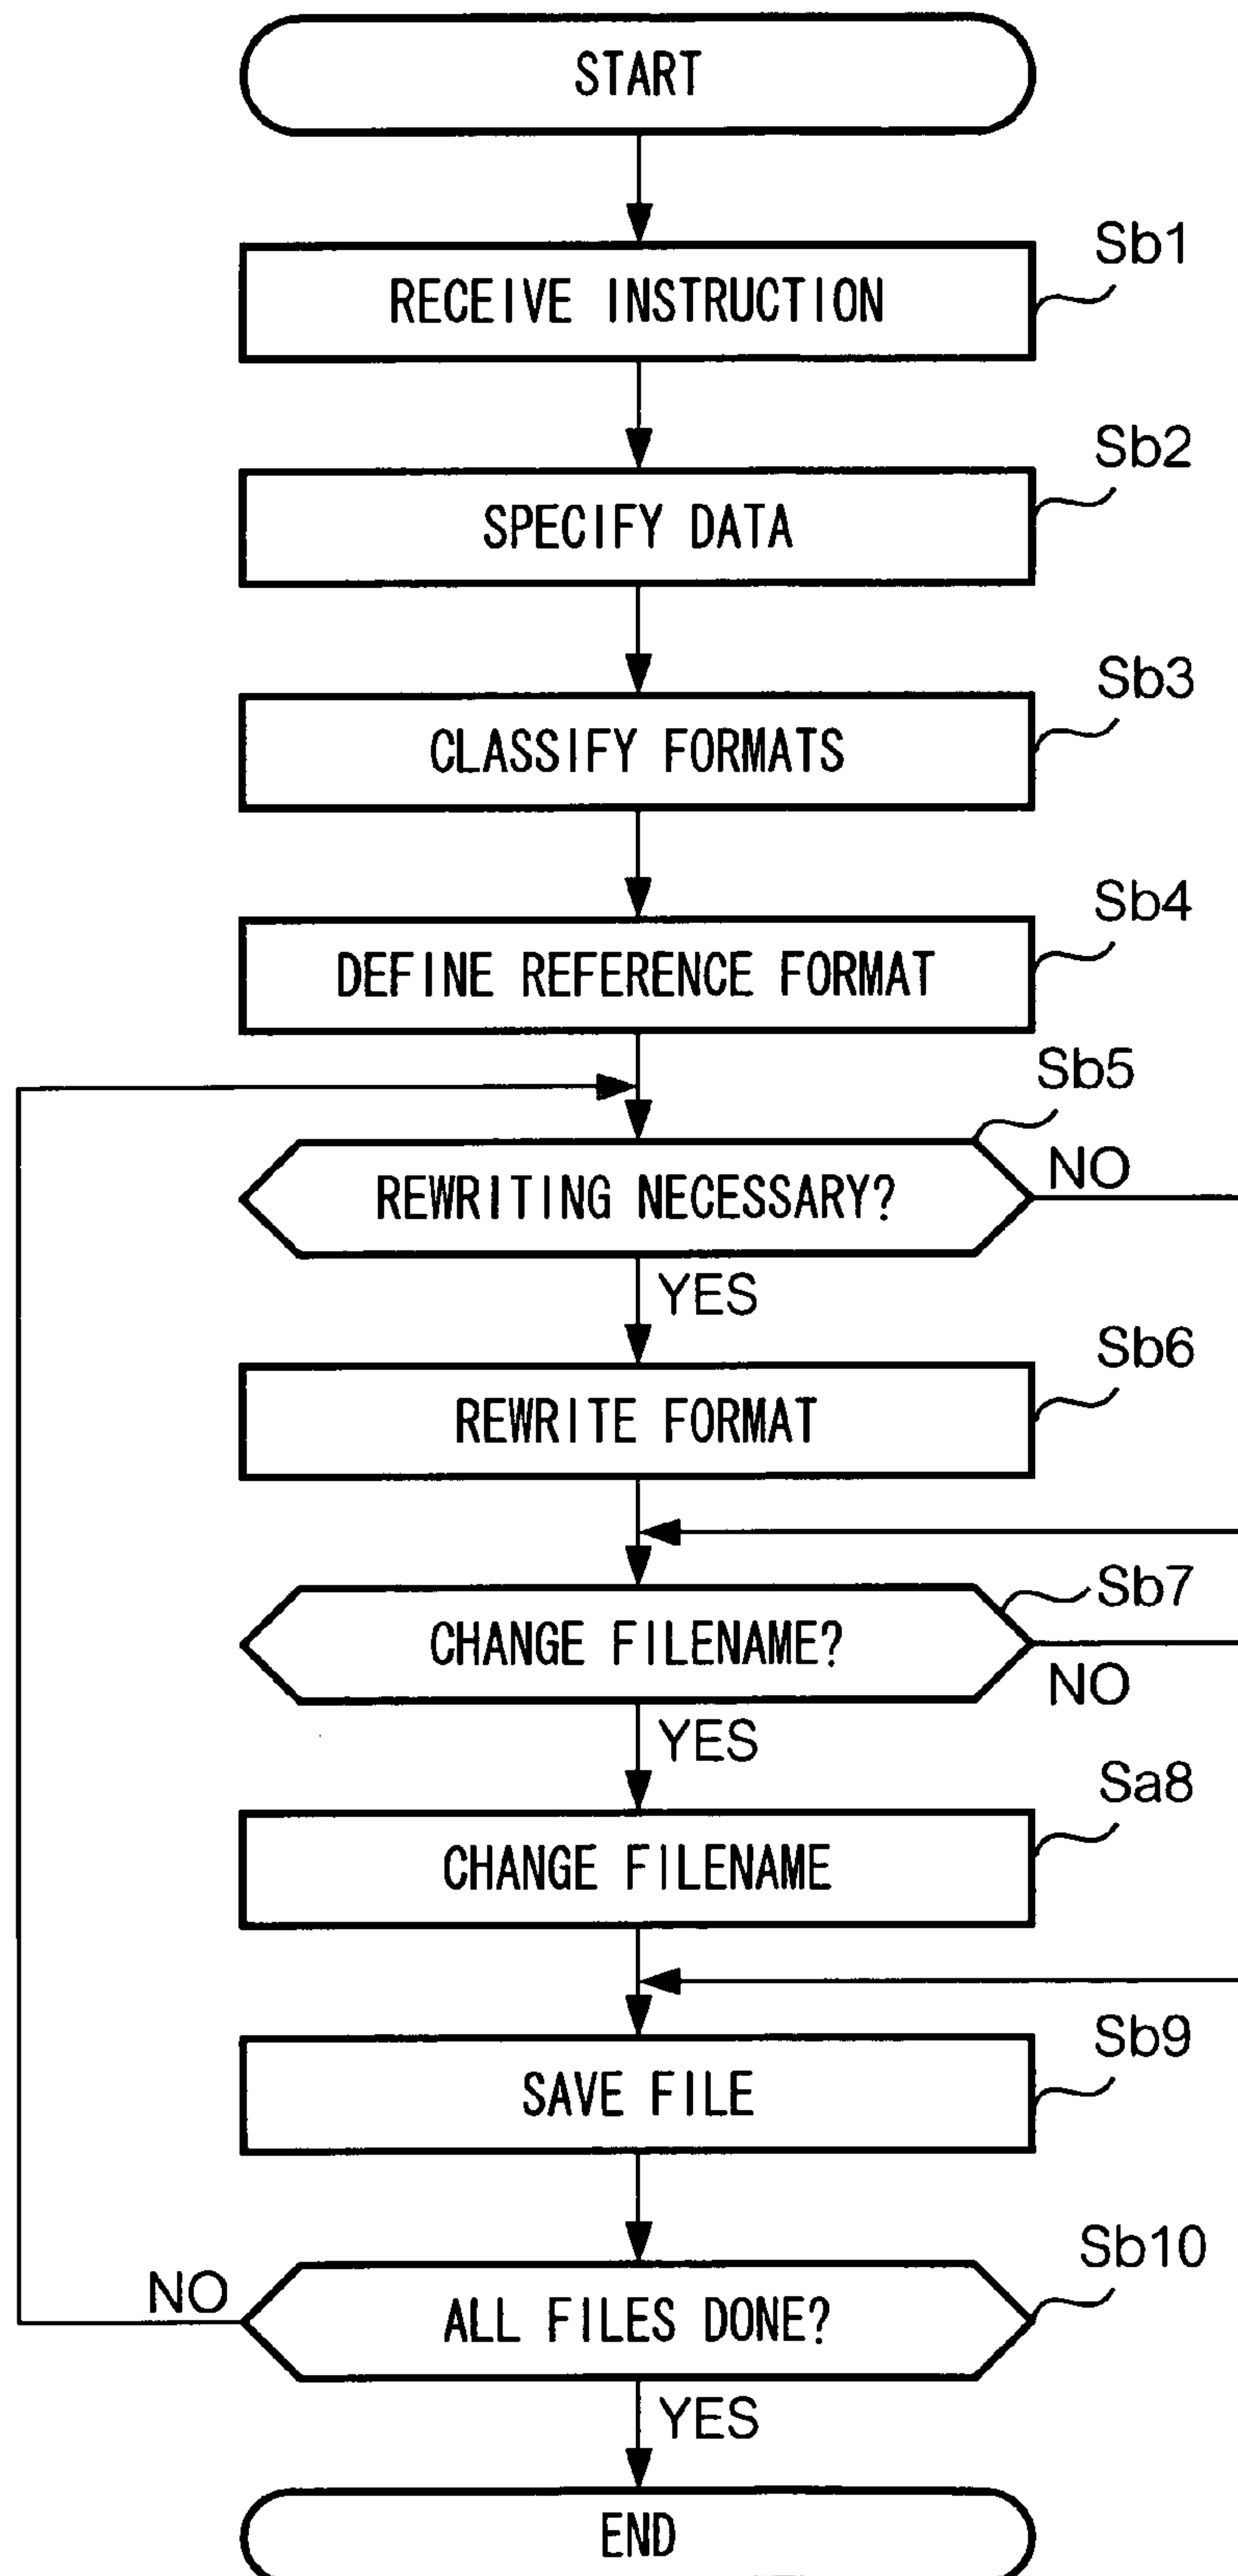 START
Sb1
RECEIVE INSTRUCTION
Sb2
SPECIFY DATA
Sb3
CLASSIFY FORMATS
Sb4
DEFINE REFERENCE FORMAT
Sb5
REWRITING NECESSARY?
NO
YES
Sb6
REWRITE FORMAT
Sb7
CHANGE FILENAME?
NO
YES
Sa8
CHANGE FILENAME
Sb9
SAVE FILE
Sb10
NO
ALL FILES DONE?
YES
END